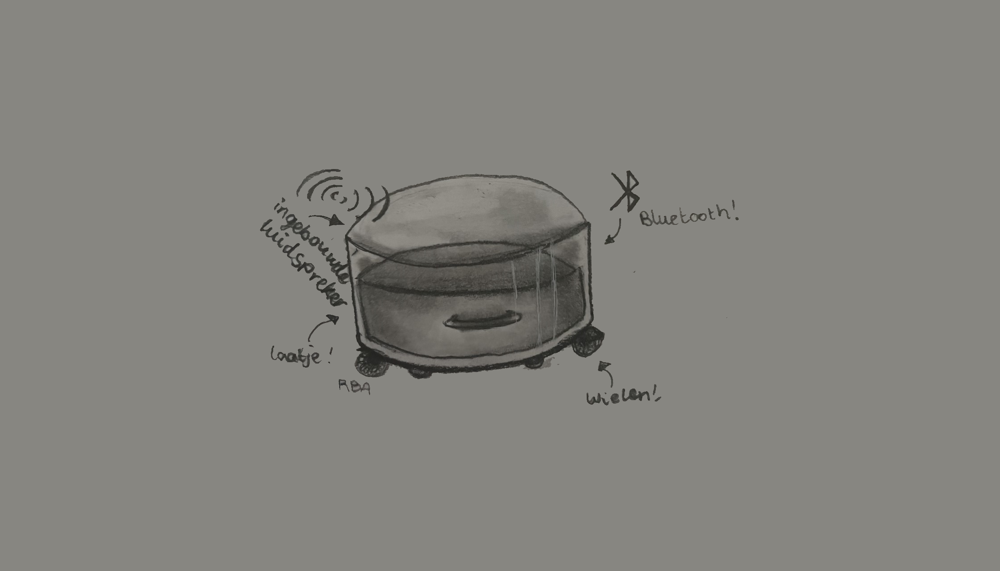 ingebouwde
luidspreker
Bluetooth!
laatje!
RBA
wielen!